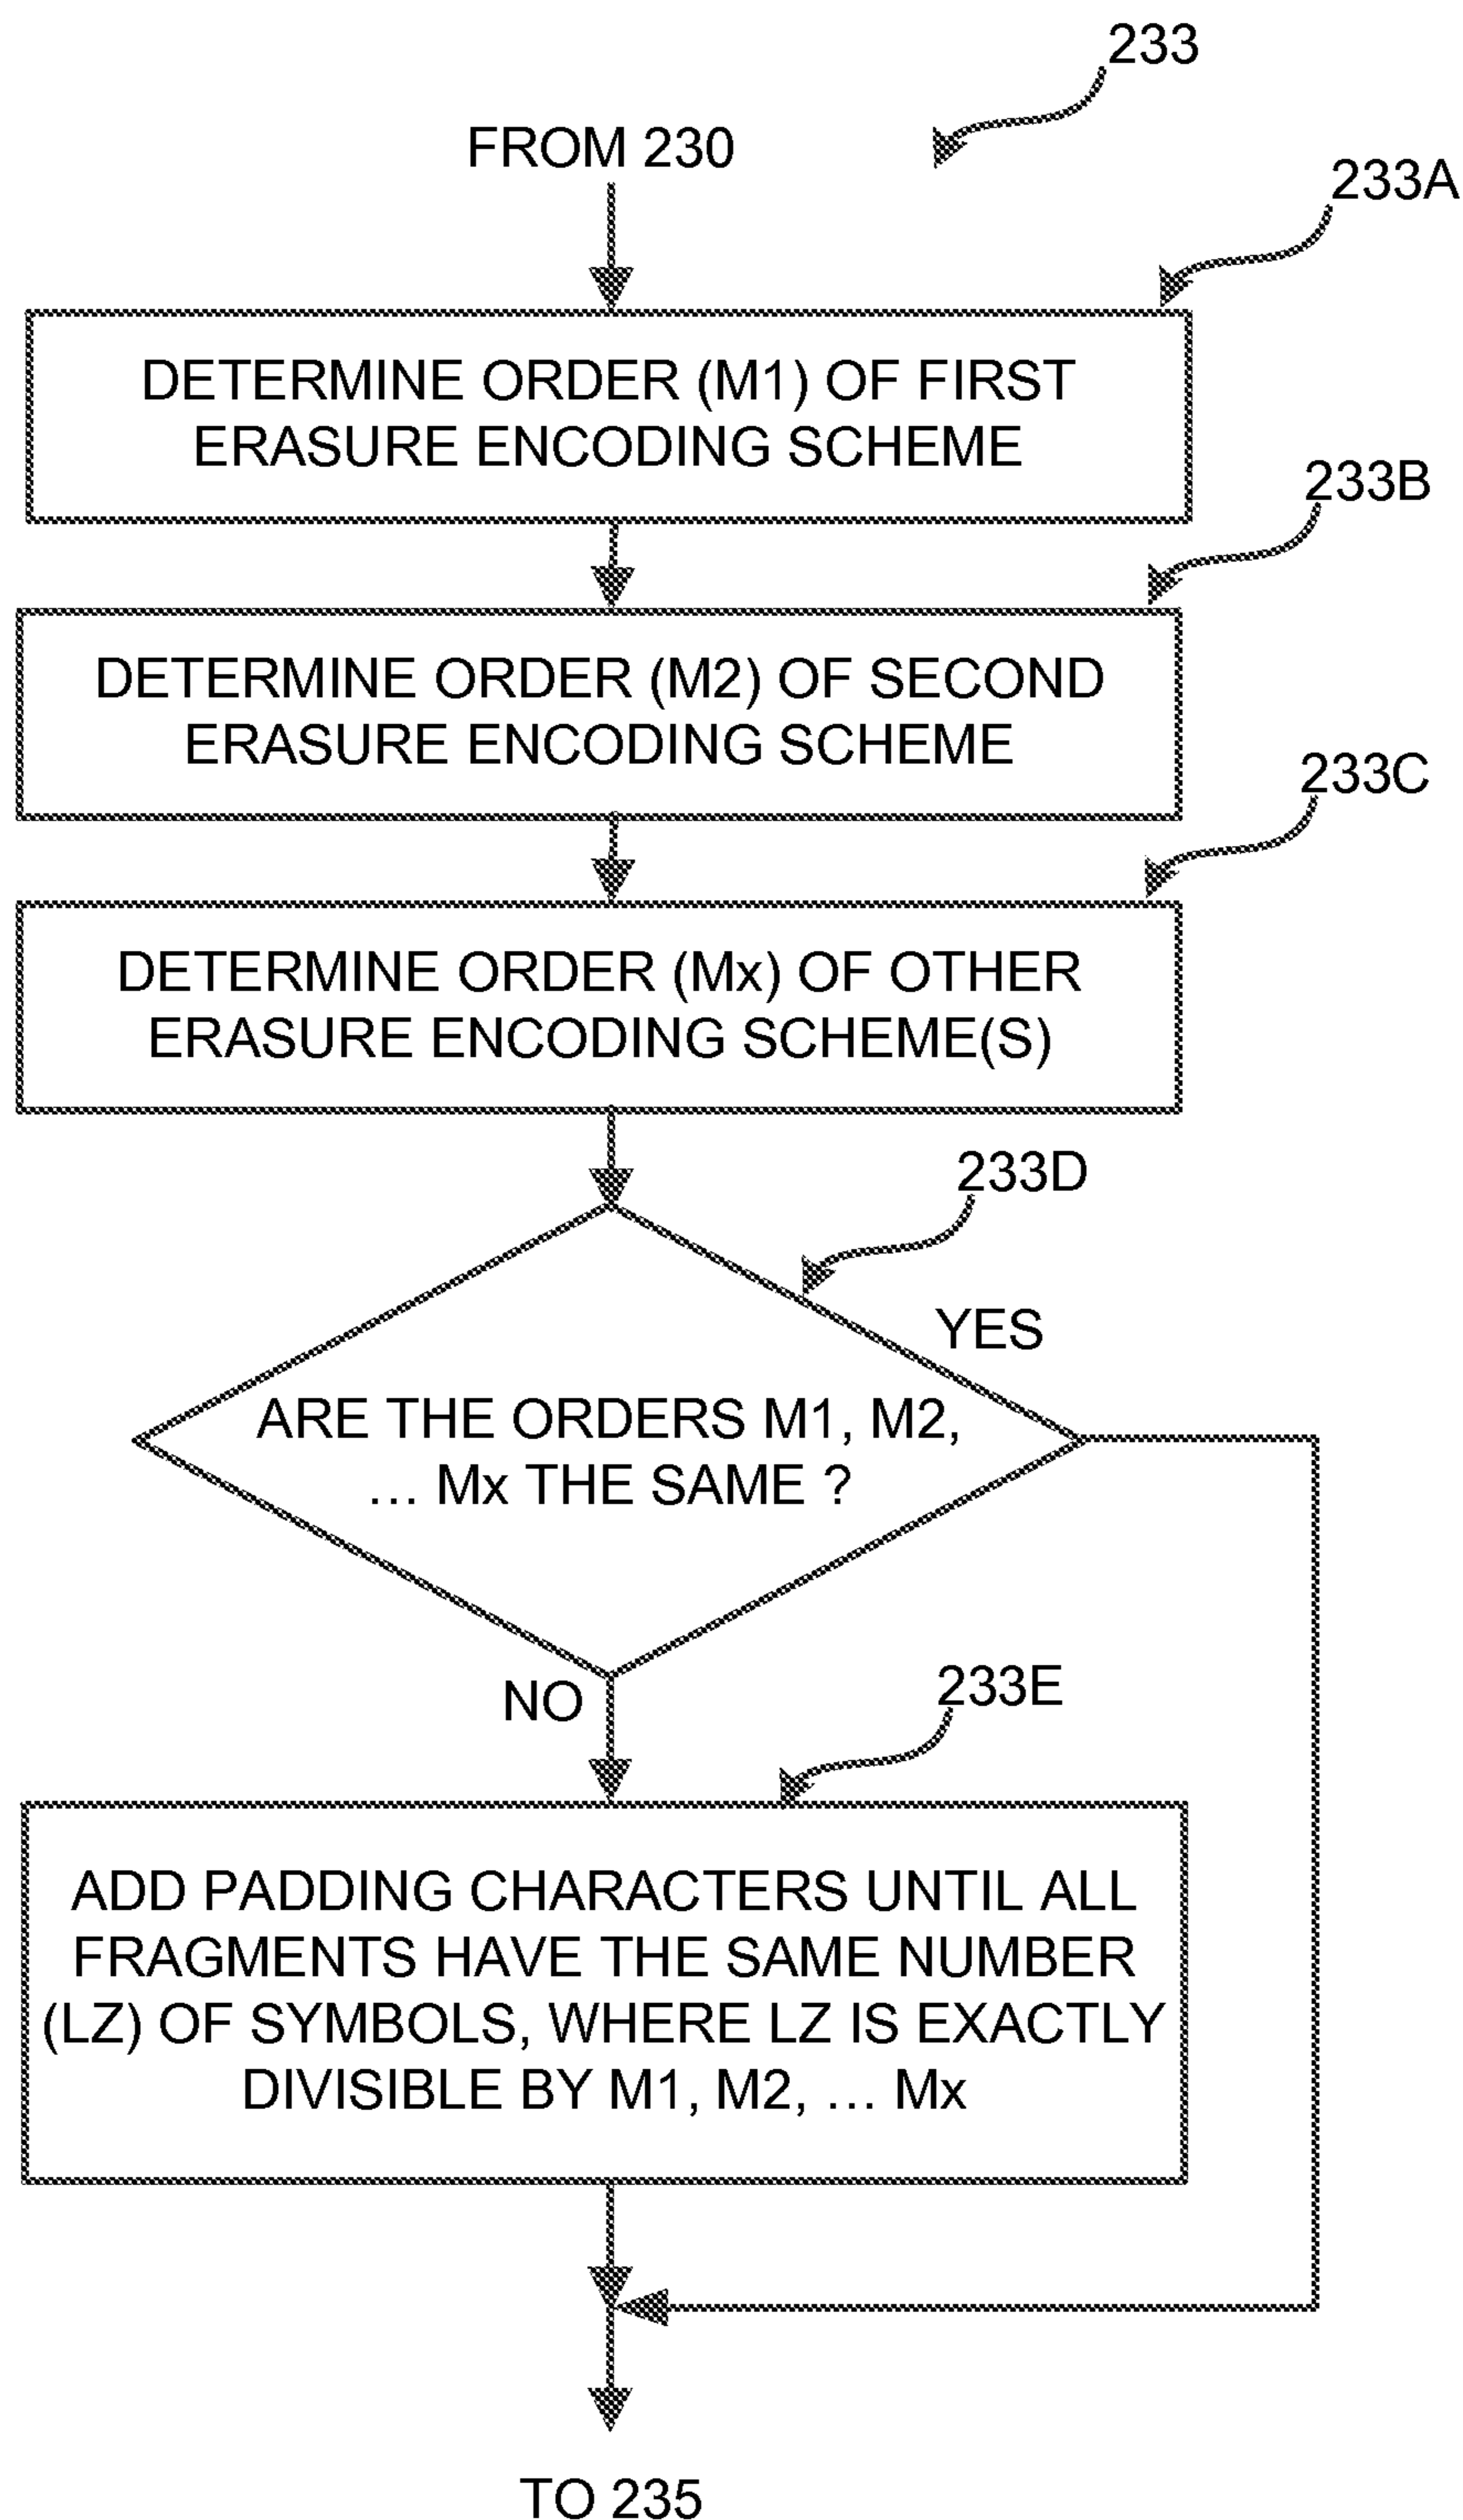 233
FROM 230
233A
DETERMINE ORDER (M1) OF FIRST
ERASURE ENCODING SCHEME
233B
DETERMINE ORDER (M2) OF SECOND
ERASURE ENCODING SCHEME
233C
DETERMINE ORDER (Mx) OF OTHER
ERASURE ENCODING SCHEME(S)
233D
YES
ARE THE ORDERS M1, M2,
... Mx THE SAME ?
NO
233E
ADD PADDING CHARACTERS UNTIL ALL
FRAGMENTS HAVE THE SAME NUMBER
(LZ) OF SYMBOLS, WHERE LZ IS EXACTLY
DIVISIBLE BY M1, M2, ... Mx
TO 235